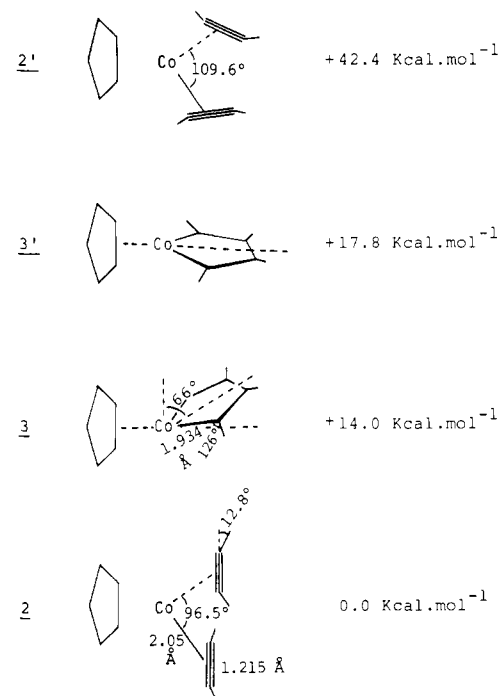 2' Co 109.6° +42.4 Kcal.mol-1
3' Co +17.8 Kcal.mol-1
3 66° Co 1.934 Å 126° +14.0 Kcal.mol-1
12.8°
2 Co 96.5° 0.0 Kcal.mol-1
2.05 Å 1.215 Å